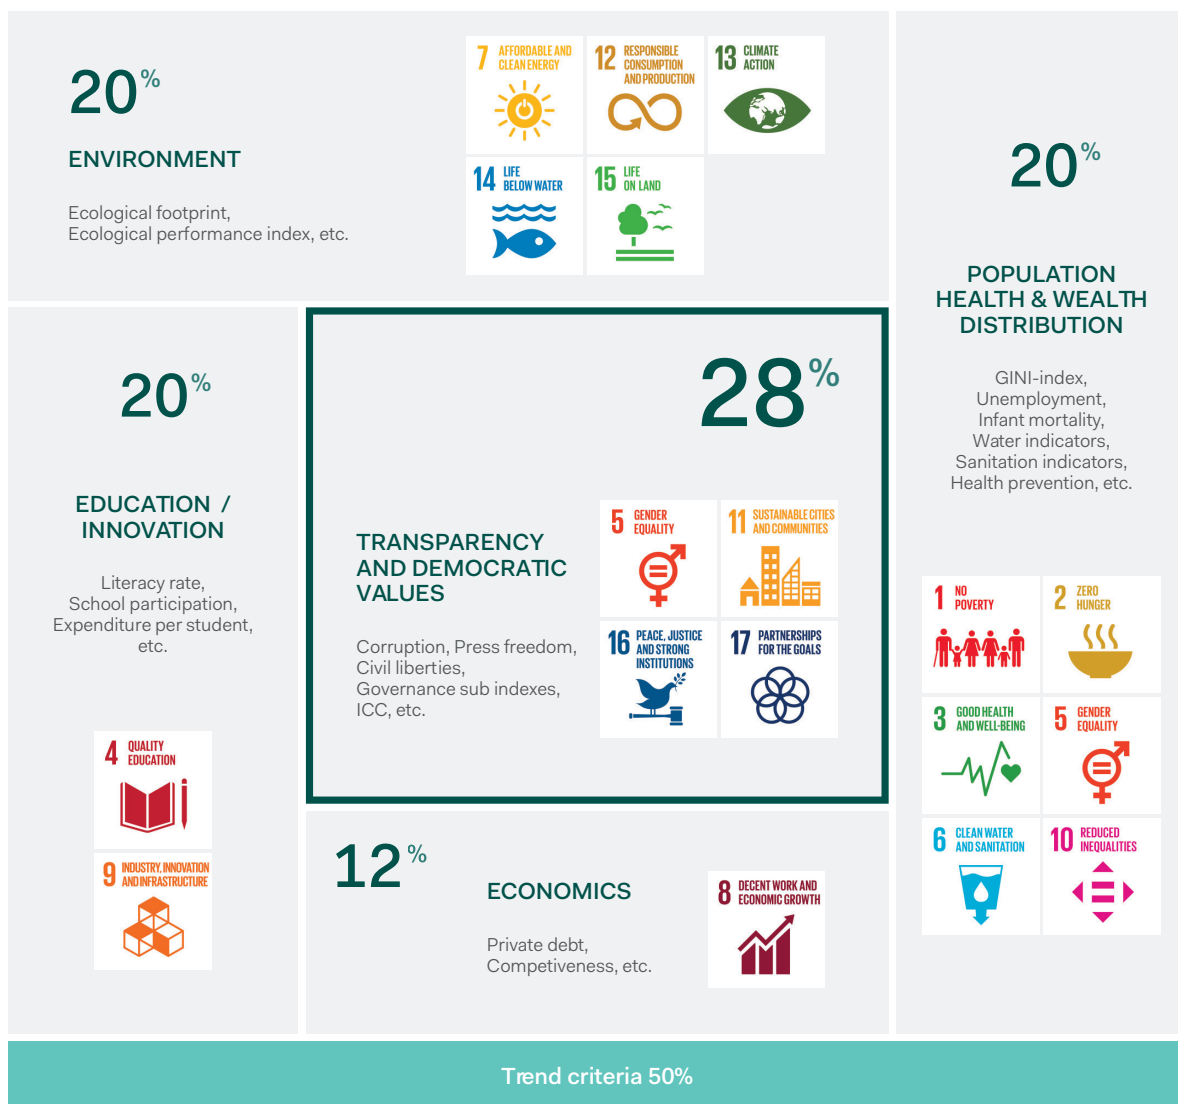 20%
ENVIRONMENT
Ecological footprint,
Ecological performance index, etc.
7 AFFORDABLE AND
CLEAN ENERGY
12 RESPONSIBLE
CONSUMPTION
AND PRODUCTION
13 CLIMATE
ACTION
14 LIFE
BELOW WATER
15 LIFE
ON LAND
20%
POPULATION
HEALTH & WEALTH
DISTRIBUTION
GINI-index,
Unemployment,
Infant mortality,
Water indicators,
Sanitation indicators,
Health prevention, etc.
1 NO
POVERTY
2 ZERO
HUNGER
3 GOOD HEALTH
AND WELL-BEING
5 GENDER
EQUALITY
6 CLEAN WATER
AND SANITATION
10 REDUCED
INEQUALITIES
20%
EDUCATION /
INNOVATION
Literacy rate,
School participation,
Expenditure per student,
etc.
4 QUALITY
EDUCATION
9 INDUSTRY, INNOVATION
AND INFRASTRUCTURE
28%
TRANSPARENCY
AND DEMOCRATIC
VALUES
Corruption, Press freedom,
Civil liberties,
Governance sub indexes,
ICC, etc.
5 GENDER
EQUALITY
11 SUSTAINABLE CITIES
AND COMMUNITIES
16 PEACE, JUSTICE
AND STRONG
INSTITUTIONS
17 PARTNERSHIPS
FOR THE GOALS
12%
ECONOMICS
Private debt,
Competiveness, etc.
8 DECENT WORK AND
ECONOMIC GROWTH
Trend criteria 50%